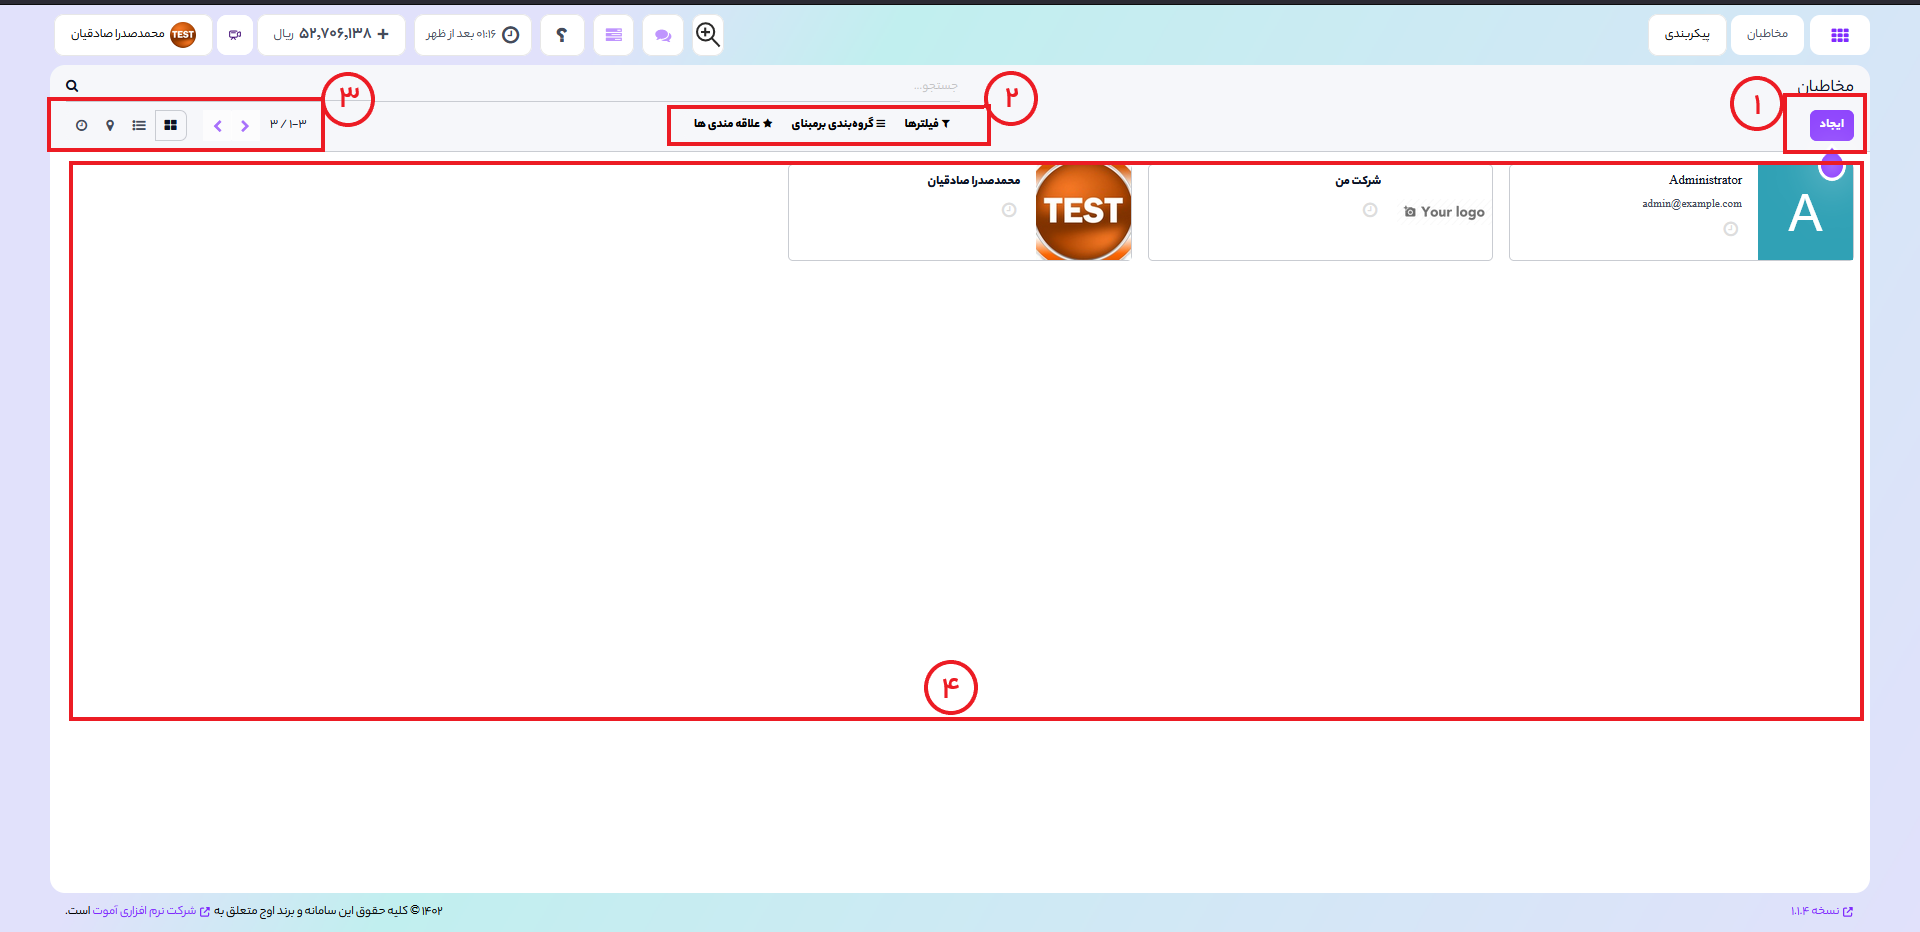 مخاطبان
پیکربندی
؟
۰۱:۱۶ بعد از ظهر
+ ۵۲,۷۰۶,۱۳۸ ریال
TEST
محمدصدرا صادقیان
مخاطبان
جستجو...
۱
۲
۳
ایجاد
فیلترها
گروه‌بندی برمبنای
علاقه مندی ها
۱-۳ / ۳
A
Administrator
admin@example.com
شرکت من
Your logo
TEST
محمدصدرا صادقیان
۴
نسخه ۱.۱.۴
۱۴۰۲ © کلیه حقوق این سامانه و برند اوج متعلق به شرکت نرم افزاری آموت است.